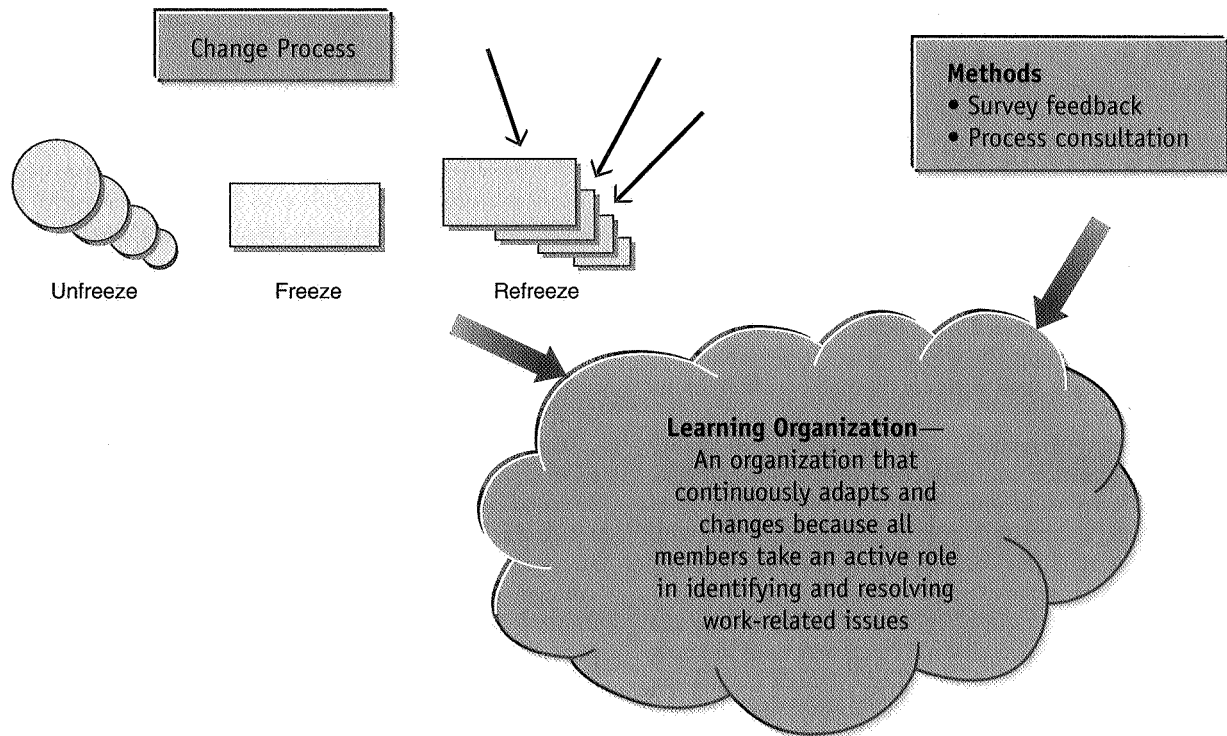 Change Process
Unfreeze
Freeze
Refreeze
Methods
• Survey feedback
• Process consultation
Learning Organization—
An organization that
continuously adapts and
changes because all
members take an active role
in identifying and resolving
work-related issues